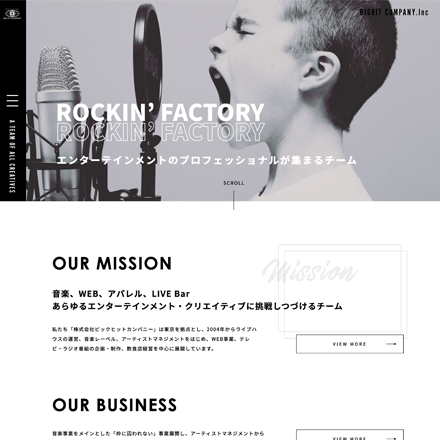 BIGHIT COMPANY.Inc
A TEAM OF ALL CREATIVES
ROCKIN' FACTORY
ROCKIN' FACTORY
エンターテインメントのプロフェッショナルが集まるチーム
SCROLL
OUR MISSION
Mission
音楽、WEB、アパレル、LIVE Bar
あらゆるエンターテインメント・クリエイティブに挑戦しつづけるチーム
私たち「株式会社ビックヒットカンパニー」は東京を拠点とし、2004年からライブハ
ウスの運営、音楽レーベル、アーティストマネジメントをはじめ、WEB事業、テレ
ビ・ラジオ番組の企画・制作、飲食店経営を中心に展開しています。
VIEW MORE
OUR BUSINESS
音楽事業をメインとした「枠に囚われない」事業展開し、アーティストマネジメントから
VIEW MORE